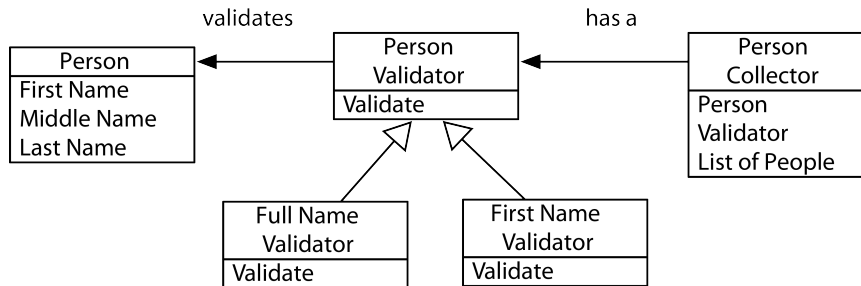 validates
has a
Person
First Name
Middle Name
Last Name
Person
Validator
Validate
Person
Collector
Person
Validator
List of People
Full Name
Validator
Validate
First Name
Validator
Validate